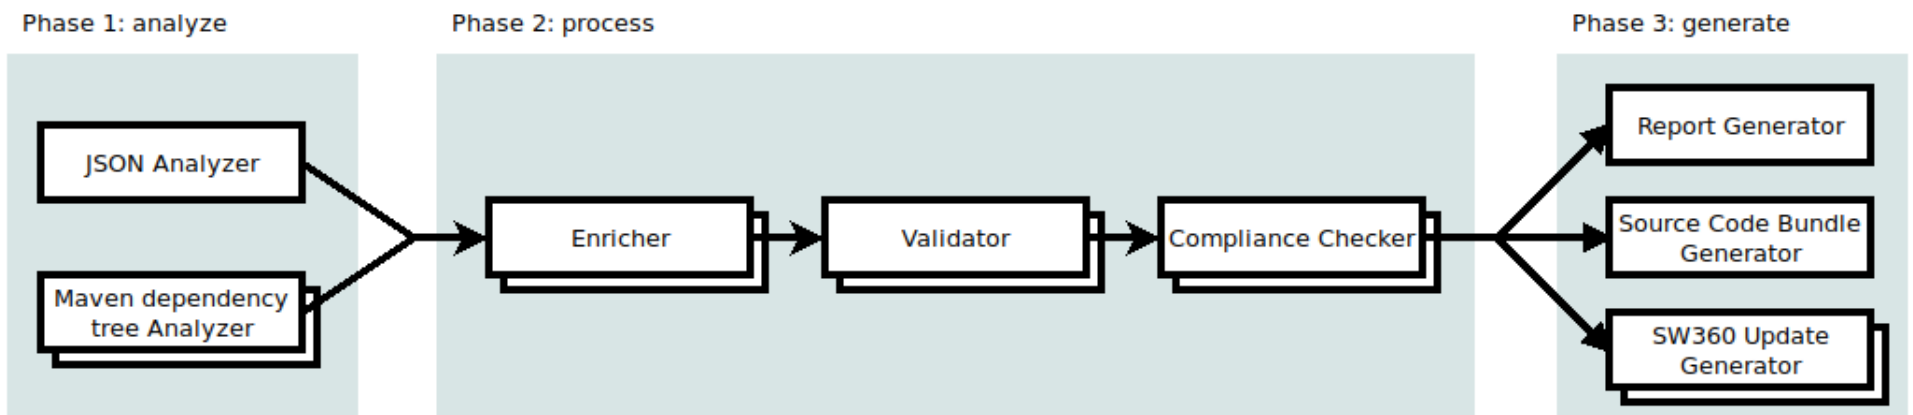 Phase 1: analyze
Phase 2: process
Phase 3: generate
JSON Analyzer
Maven dependency
tree Analyzer
Enricher
Validator
Compliance Checker
Report Generator
Source Code Bundle
Generator
SW360 Update
Generator